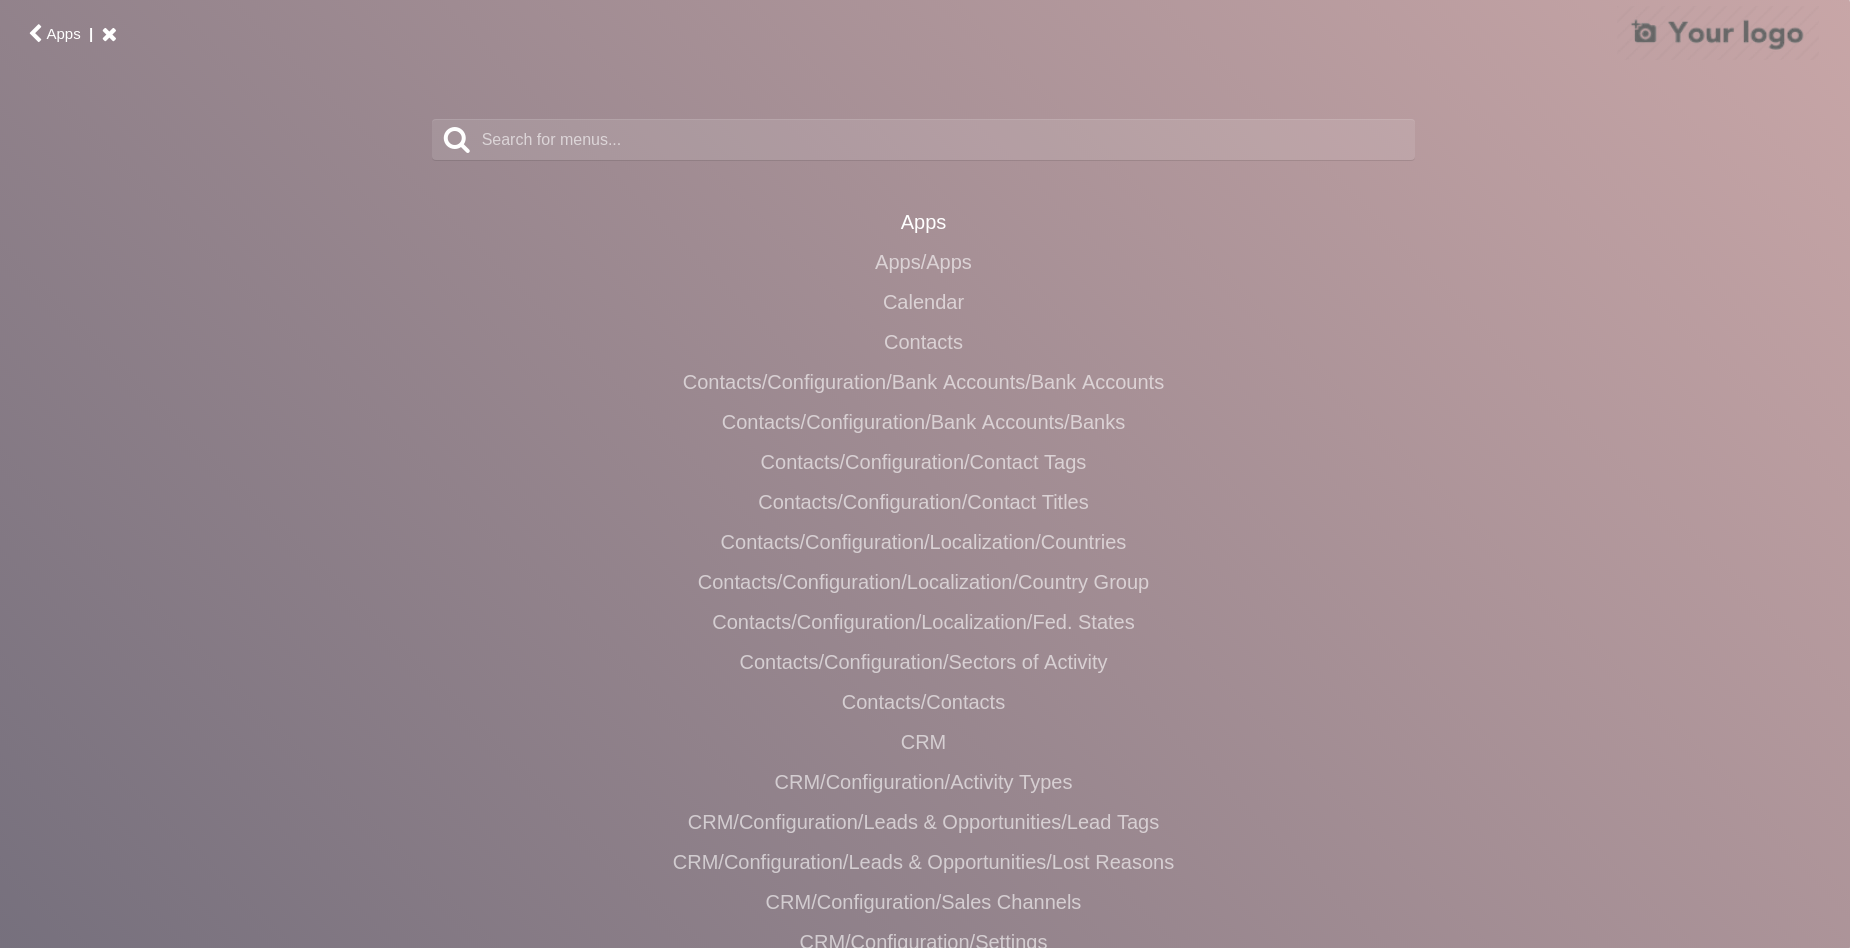 Apps |
Your logo
Search for menus...
Apps
Apps/Apps
Calendar
Contacts
Contacts/Configuration/Bank Accounts/Bank Accounts
Contacts/Configuration/Bank Accounts/Banks
Contacts/Configuration/Contact Tags
Contacts/Configuration/Contact Titles
Contacts/Configuration/Localization/Countries
Contacts/Configuration/Localization/Country Group
Contacts/Configuration/Localization/Fed. States
Contacts/Configuration/Sectors of Activity
Contacts/Contacts
CRM
CRM/Configuration/Activity Types
CRM/Configuration/Leads & Opportunities/Lead Tags
CRM/Configuration/Leads & Opportunities/Lost Reasons
CRM/Configuration/Sales Channels
CRM/Configuration/Settings